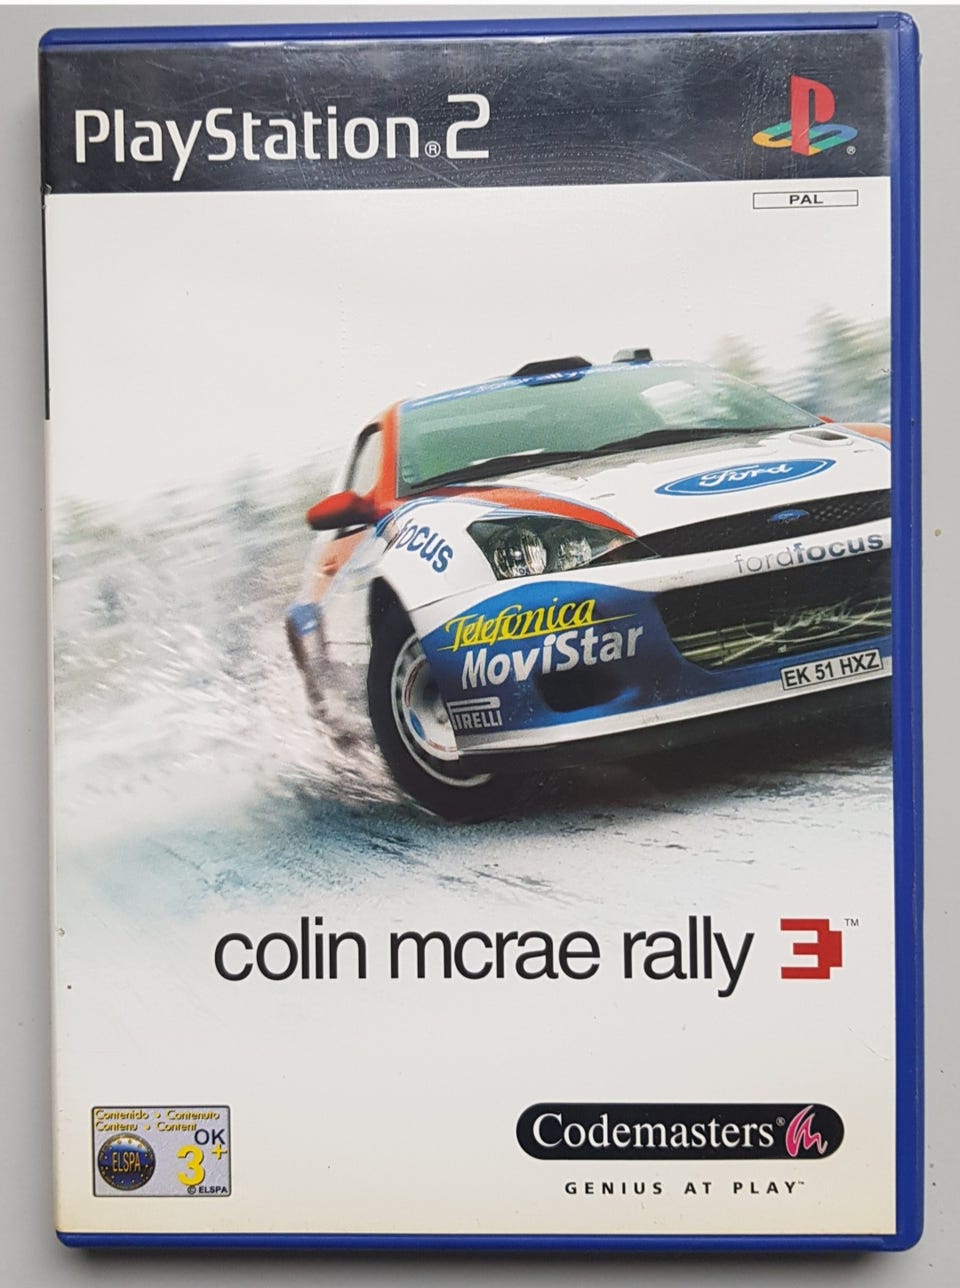 PlayStation®2
®
PAL
Ford
focus
fordfocus
Telefónica
MoviStar
EK 51 HXZ
PIRELLI
colin mcrae rally 3™
Contenido • Contenuto
Contenu • Content
OK
ELSPA
3+
© ELSPA
Codemasters®
GENIUS AT PLAY™